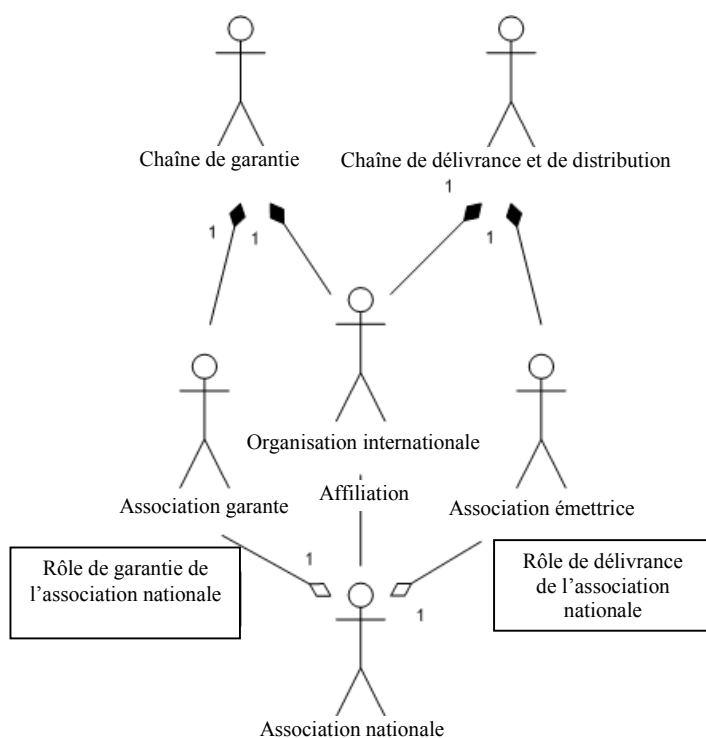 Chaîne de garantie
Chaîne de délivrance et de distribution
1
1
1
1
Organisation internationale
Affiliation
Association garante
Association émettrice
Rôle de garantie de
l’association nationale
1
Rôle de délivrance
de l’association
nationale
1
Association nationale